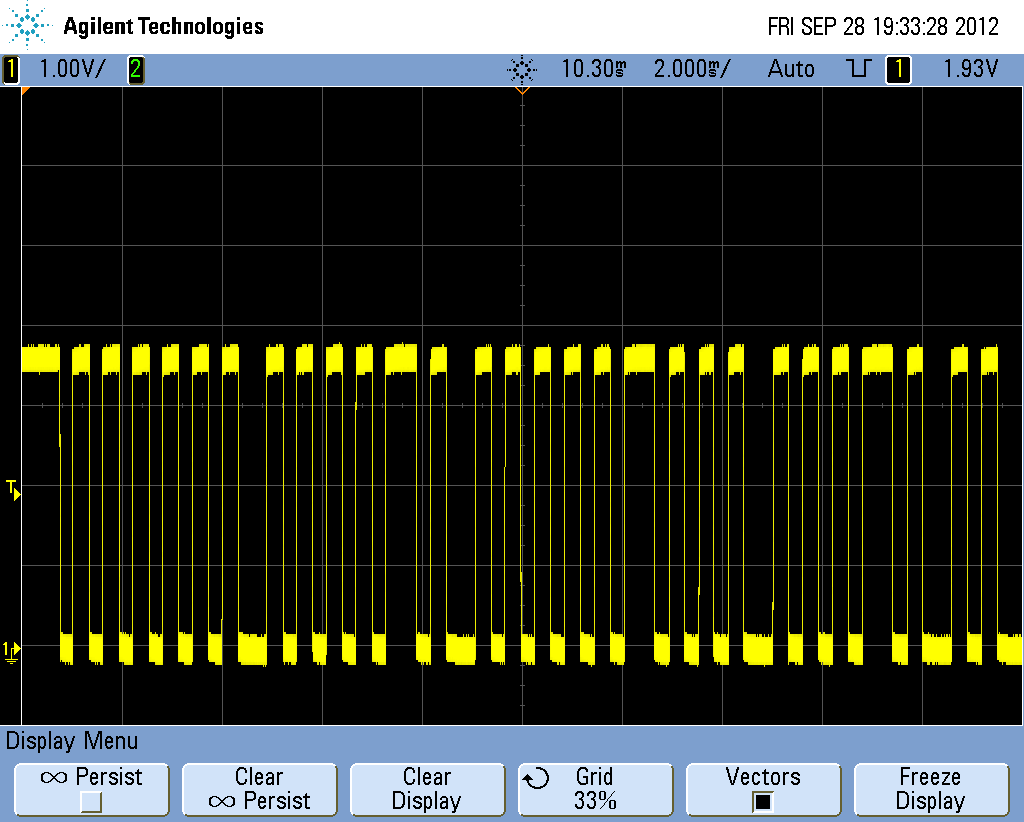 Agilent Technologies FRI SEP 28 19:33:28 2012
1 1.00V/ 2 10.30ms 2.000ms/ Auto 1 1.93V
T
1
Display Menu
∞ Persist
Clear
∞ Persist
Clear
Display
Grid
33%
Vectors
Freeze
Display